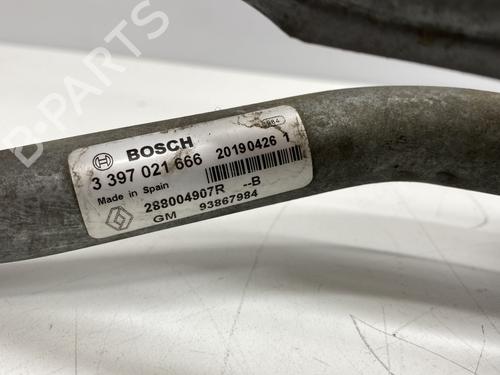 BOSCH
3 397 021 666 20190426 1
Made in Spain
288004907R --B
GM 93867984
B-PARTS